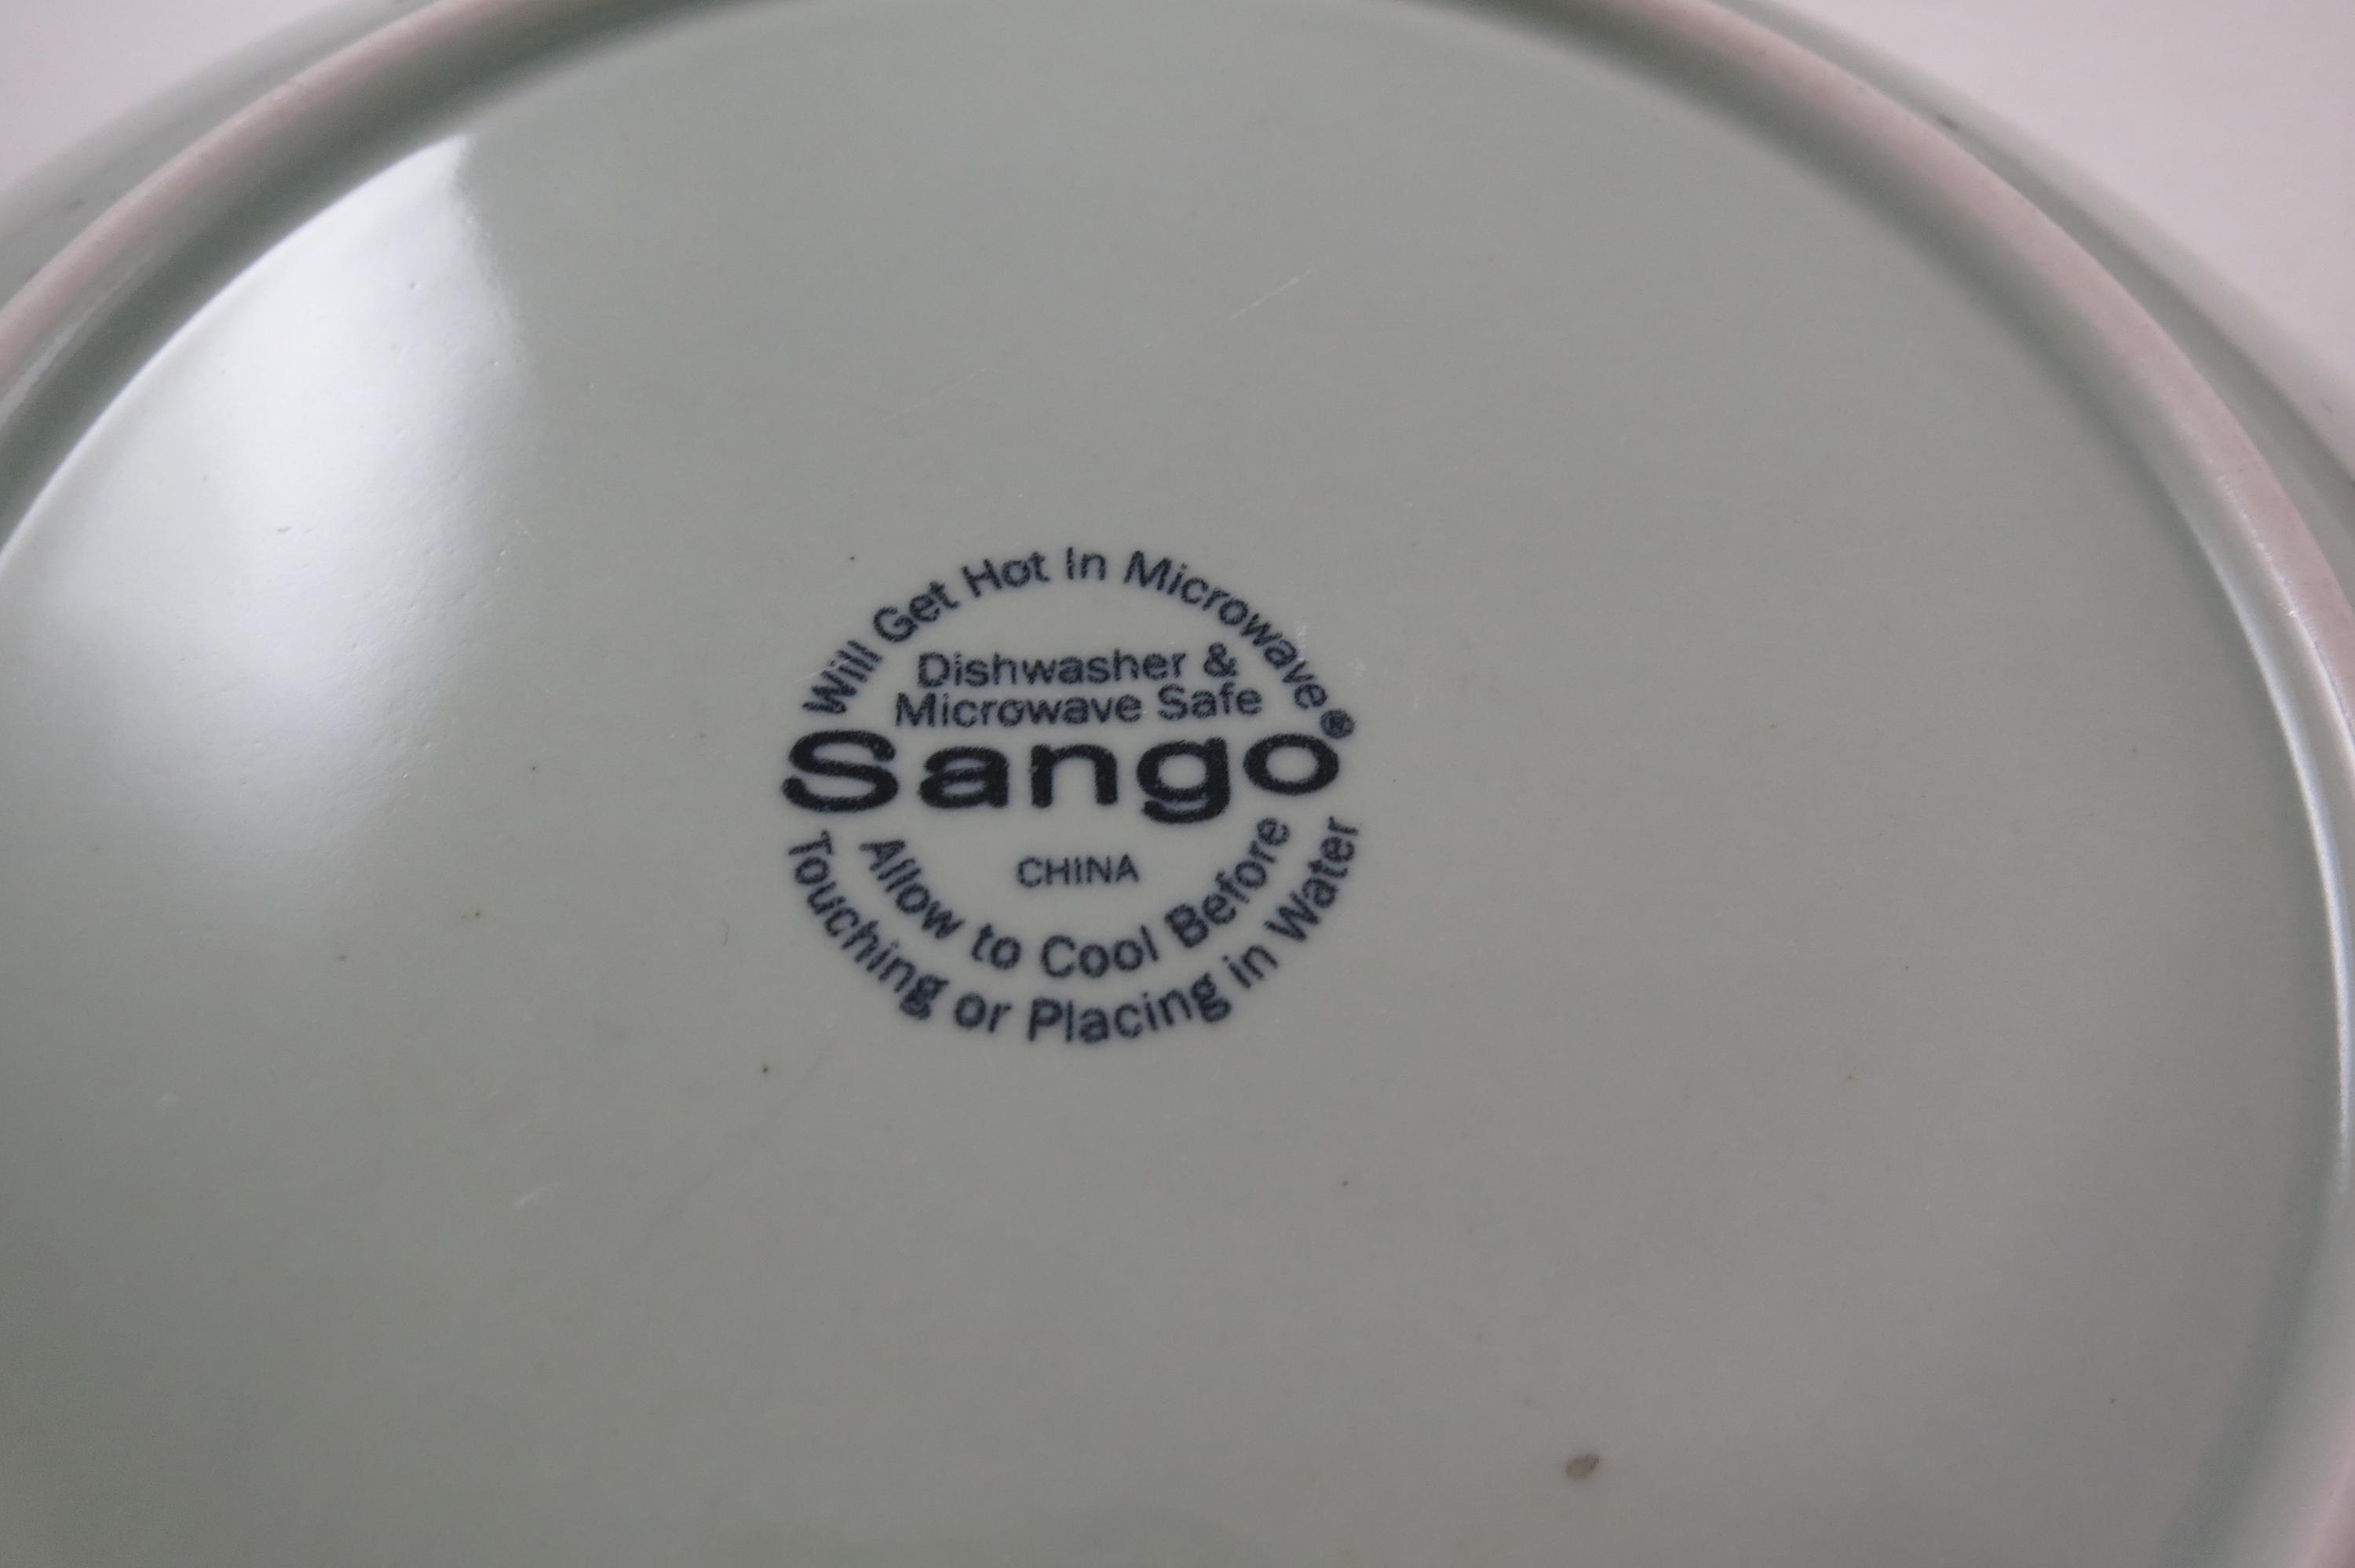 Will Get Hot In Microwave
Dishwasher &
Microwave Safe
Sango®
CHINA
Allow to Cool Before
Touching or Placing in Water